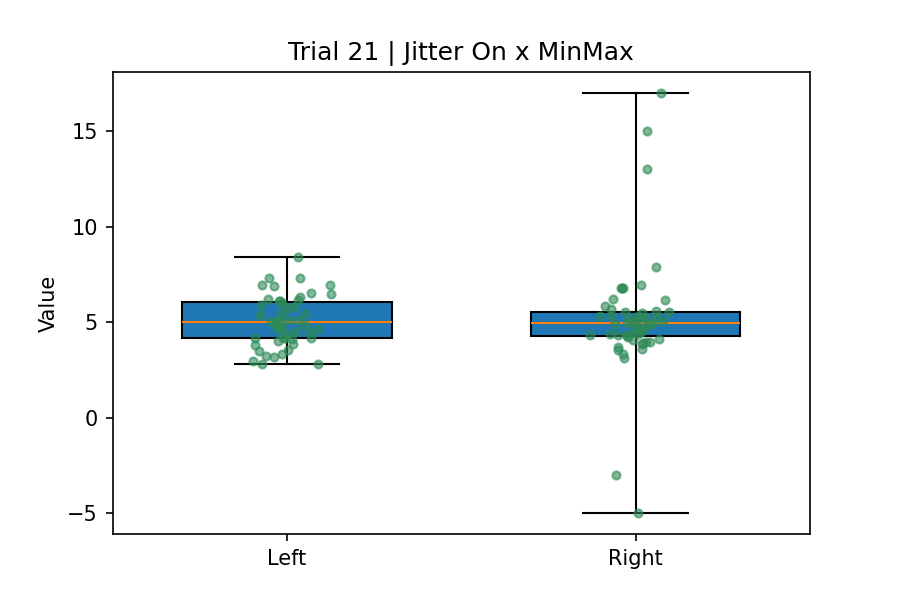 Trial 21 | Jitter On x MinMax
Value
15
10
5
0
−5
Left
Right